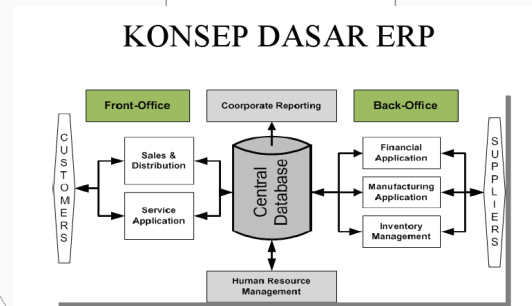 KONSEP DASAR ERP
Front-Office
Coorporate Reporting
Back-Office
CUSTOMERS
Sales &
Distribution
Service
Application
Central
Database
Financial
Application
Manufacturing
Application
Inventory
Management
SUPPLIERS
Human Resource
Management